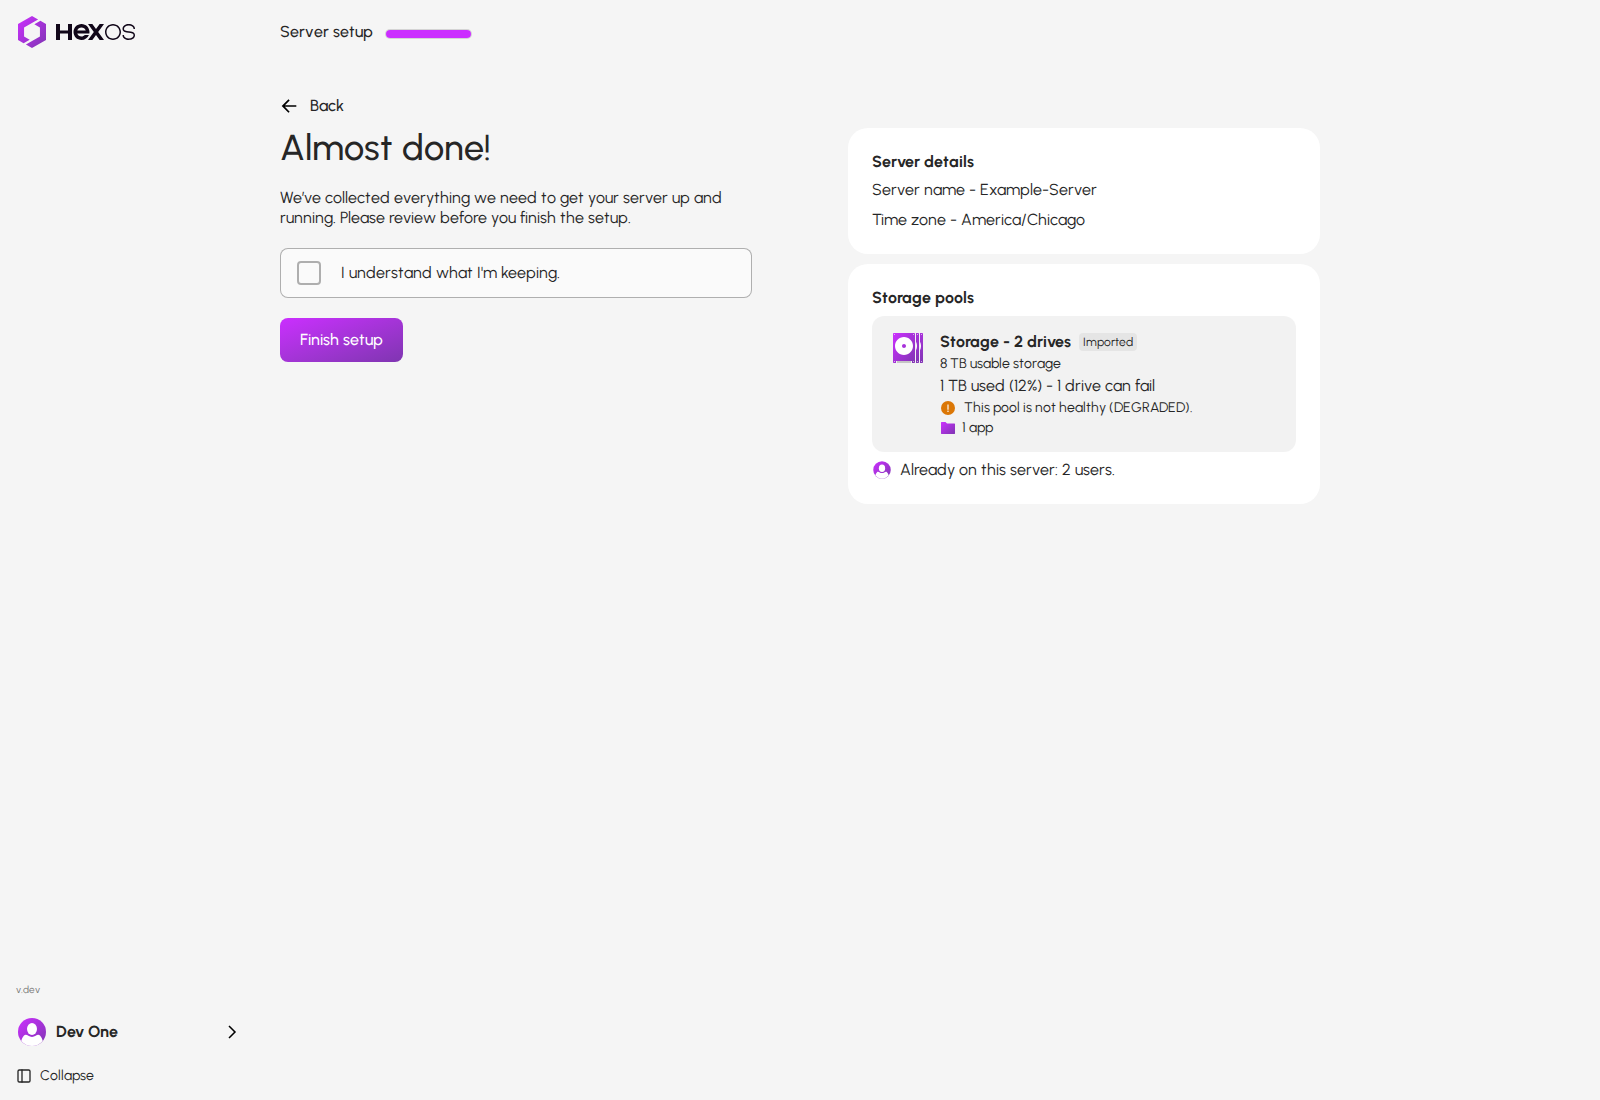 HexOS
Server setup
Back
Almost done!
We've collected everything we need to get your server up and
running. Please review before you finish the setup.
I understand what I'm keeping.
Finish setup
Server details
Server name - Example-Server
Time zone - America/Chicago
Storage pools
Storage - 2 drives Imported
8 TB usable storage
1 TB used (12%) - 1 drive can fail
This pool is not healthy (DEGRADED).
1 app
Already on this server: 2 users.
v.dev
Dev One
Collapse